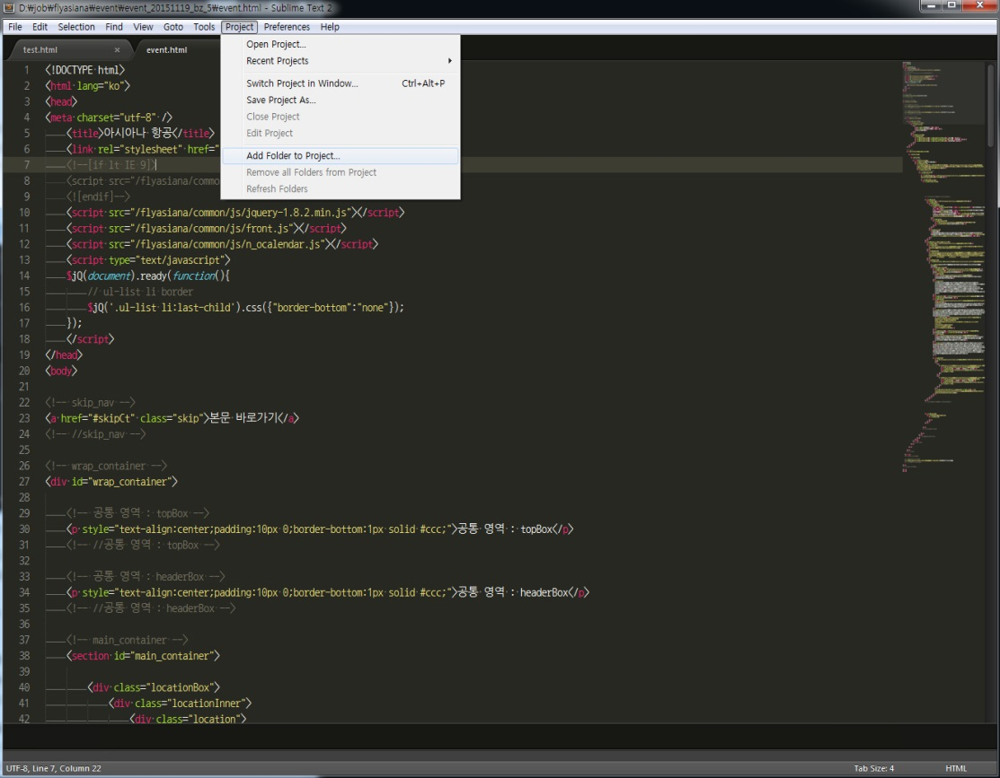 D:₩job₩flyasiana₩event₩event_20151119_bz_5₩event.html - Sublime Text 2
File Edit Selection Find View Goto Tools Project Preferences Help
test.html × event.html
Open Project...
Recent Projects
Switch Project in Window... Ctrl+Alt+P
Save Project As...
Close Project
Edit Project
Add Folder to Project...
Remove all Folders from Project
Refresh Folders
1 <!DOCTYPE html>
2 <html lang="ko">
3 <head>
4 <meta charset="utf-8" />
5 <title>아시아나 항공</title>
6 <link rel="stylesheet" href="
7 <!--[if lt IE 9]>
8 <script src="/flyasiana/commo
9 <![endif]-->
10 <script src="/flyasiana/common/js/jquery-1.8.2.min.js"></script>
11 <script src="/flyasiana/common/js/front.js"></script>
12 <script src="/flyasiana/common/js/n_ocalendar.js"></script>
13 <script type="text/javascript">
14 $jQ(document).ready(function(){
15 // ul-list li border
16 $jQ('.ul-list li:last-child').css({"border-bottom":"none"});
17 });
18 </script>
19 </head>
20 <body>
21
22 <!-- skip_nav -->
23 <a href="#skipCt" class="skip">본문 바로가기</a>
24 <!-- //skip_nav -->
25
26 <!-- wrap_container -->
27 <div id="wrap_container">
28
29 <!-- 공통 영역 : topBox -->
30 <p style="text-align:center;padding:10px 0;border-bottom:1px solid #ccc;">공통 영역 : topBox</p>
31 <!-- //공통 영역 : topBox -->
32
33 <!-- 공통 영역 : headerBox -->
34 <p style="text-align:center;padding:10px 0;border-bottom:1px solid #ccc;">공통 영역 : headerBox</p>
35 <!-- //공통 영역 : headerBox -->
36
37 <!-- main_container -->
38 <section id="main_container">
39
40 <div class="locationBox">
41 <div class="locationInner">
42 <div class="location">
UTF-8, Line 7, Column 22 Tab Size: 4 HTML